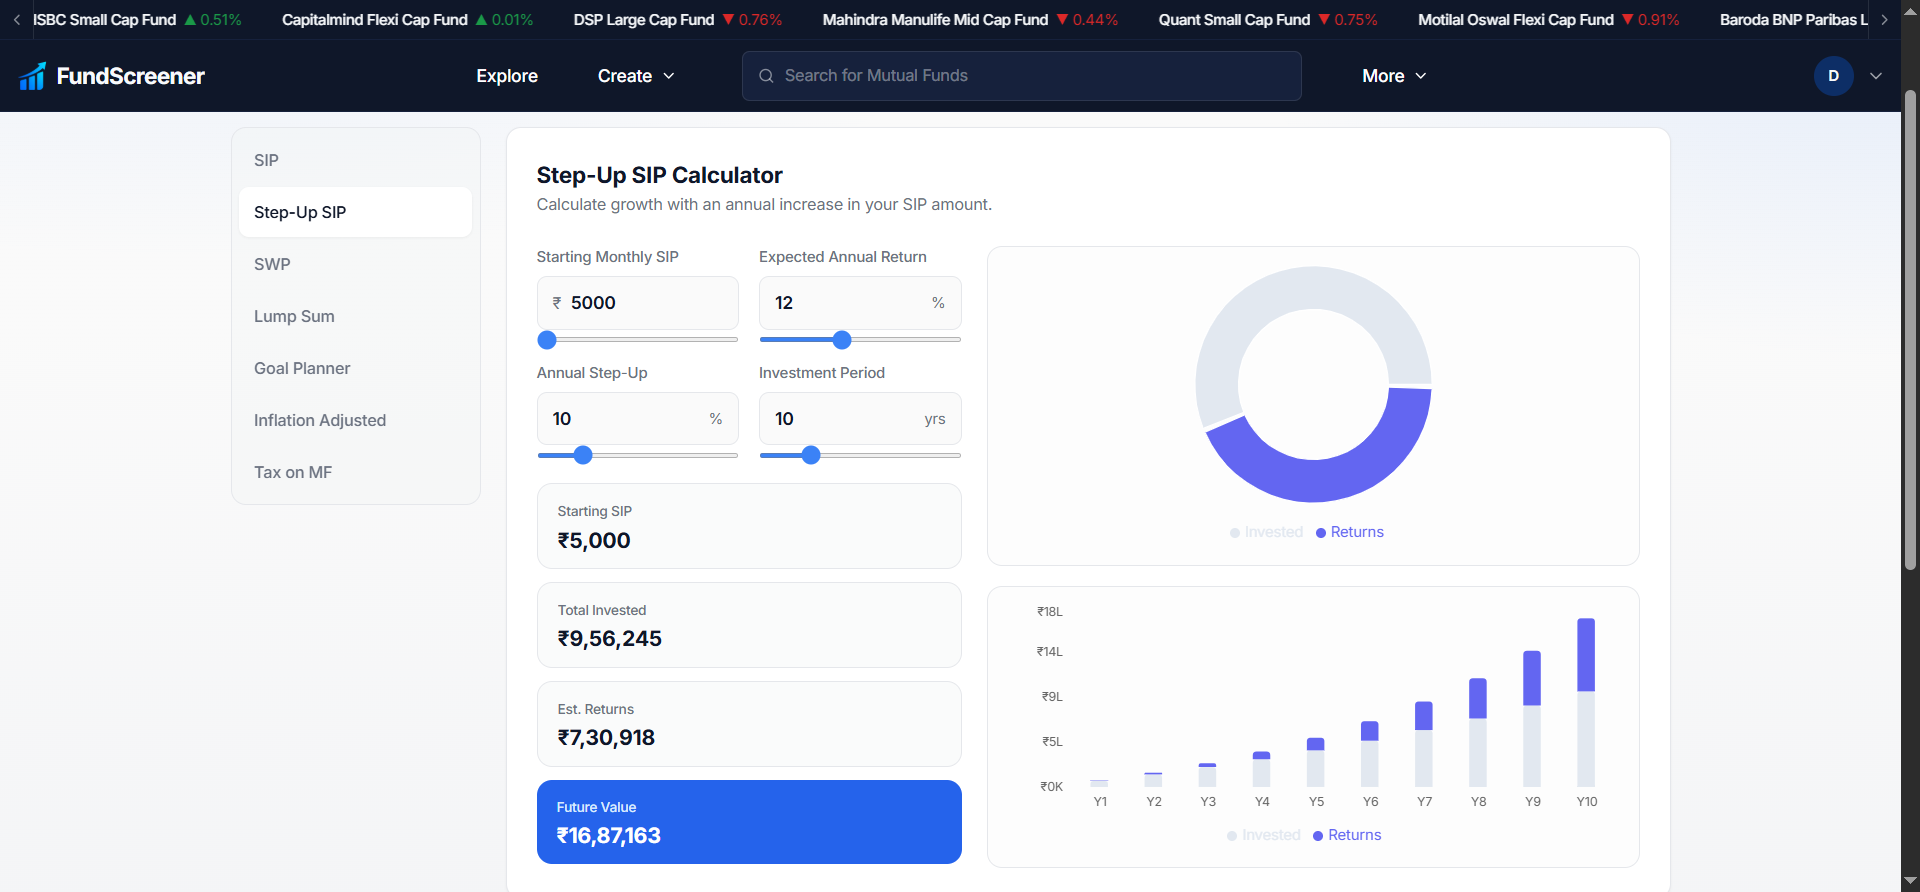 ISBC Small Cap Fund ▲ 0.51% Capitalmind Flexi Cap Fund ▲ 0.01% DSP Large Cap Fund ▼ 0.76% Mahindra Manulife Mid Cap Fund ▼ 0.44% Quant Small Cap Fund ▼ 0.75% Motilal Oswal Flexi Cap Fund ▼ 0.91% Baroda BNP Paribas L
FundScreener
Explore
Create
Search for Mutual Funds
More
D
SIP
Step-Up SIP
SWP
Lump Sum
Goal Planner
Inflation Adjusted
Tax on MF
Step-Up SIP Calculator
Calculate growth with an annual increase in your SIP amount.
Starting Monthly SIP
₹ 5000
Expected Annual Return
12 %
Annual Step-Up
10 %
Investment Period
10 yrs
Starting SIP
₹5,000
Total Invested
₹9,56,245
Est. Returns
₹7,30,918
Future Value
₹16,87,163
Invested Returns
₹18L
₹14L
₹9L
₹5L
₹0K
Y1 Y2 Y3 Y4 Y5 Y6 Y7 Y8 Y9 Y10
Invested Returns